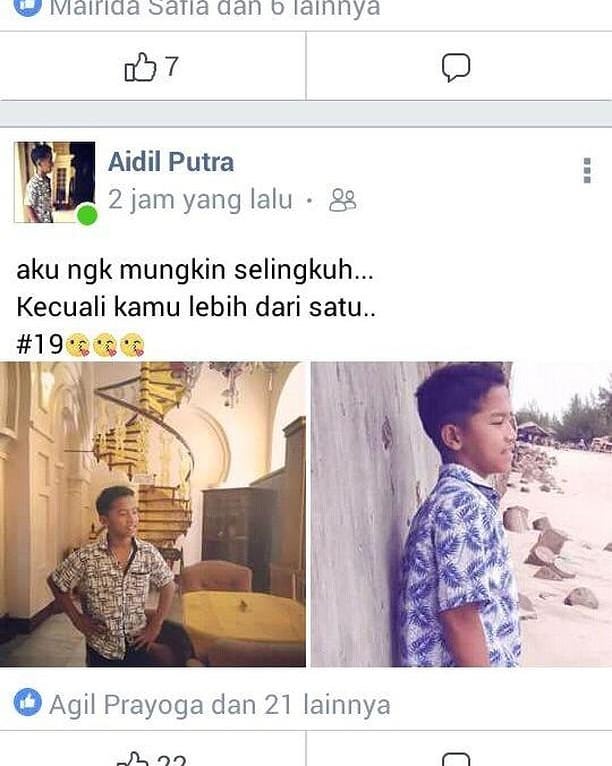 Mairida Safia dan 6 lainnya
7
Aidil Putra
2 jam yang lalu ·
aku ngk mungkin selingkuh...
Kecuali kamu lebih dari satu..
#19😘😘😘
Agil Prayoga dan 21 lainnya
22